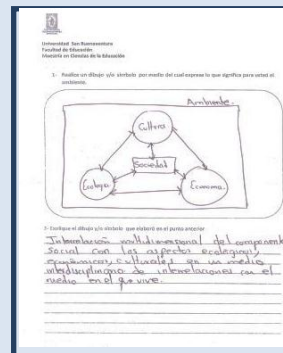 Universidad San Buenaventura
Facultad de Educación
Maestría en Ciencias de la Educación
1- Realice un dibujo y/o símbolo por medio del cual exprese lo que significa para usted el
ambiente.
Ambiente.
Cultura
Sociedad
Ecología
Economía.
2- Explique el dibujo y/o símbolo que elaboró en el punto anterior
Interrelación multidimensional del componente
social con los aspectos ecológicos,
económicos, culturales en un medio
interdisciplinario de interrelaciones con el
medio en el que vive.